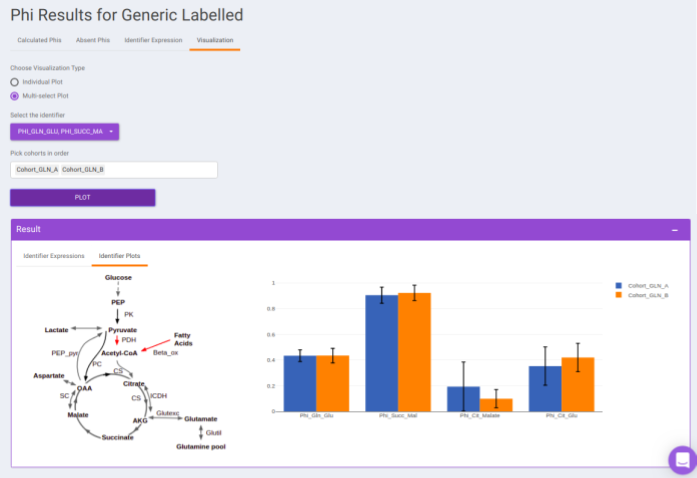 Phi Results for Generic Labelled
Calculated Phis Absent Phis Identifier Expression Visualization
Choose Visualization Type
Individual Plot
Multi-select Plot
Select the identifier
PHI_GLN_GLU, PHI_SUCC_MA
Pick cohorts in order
Cohort_GLN_A Cohort_GLN_B
PLOT
Result
Identifier Expressions Identifier Plots
Glucose
PEP
PK
Lactate
Pyruvate
Fatty
Acids
PDH
PEP_pyr
Acetyl-CoA
Beta_ox
PC
CS
Aspartate
OAA
Citrate
SC
CS
ICDH
Malate
Glutexc
AKG
Glutamate
Glutil
Succinate
Glutamine pool
1
0.8
0.6
0.4
0.2
0
Phi_Gln_Glu Phi_Succ_Mal Phi_Cit_Malate Phi_Cit_Glu
Cohort_GLN_A
Cohort_GLN_B